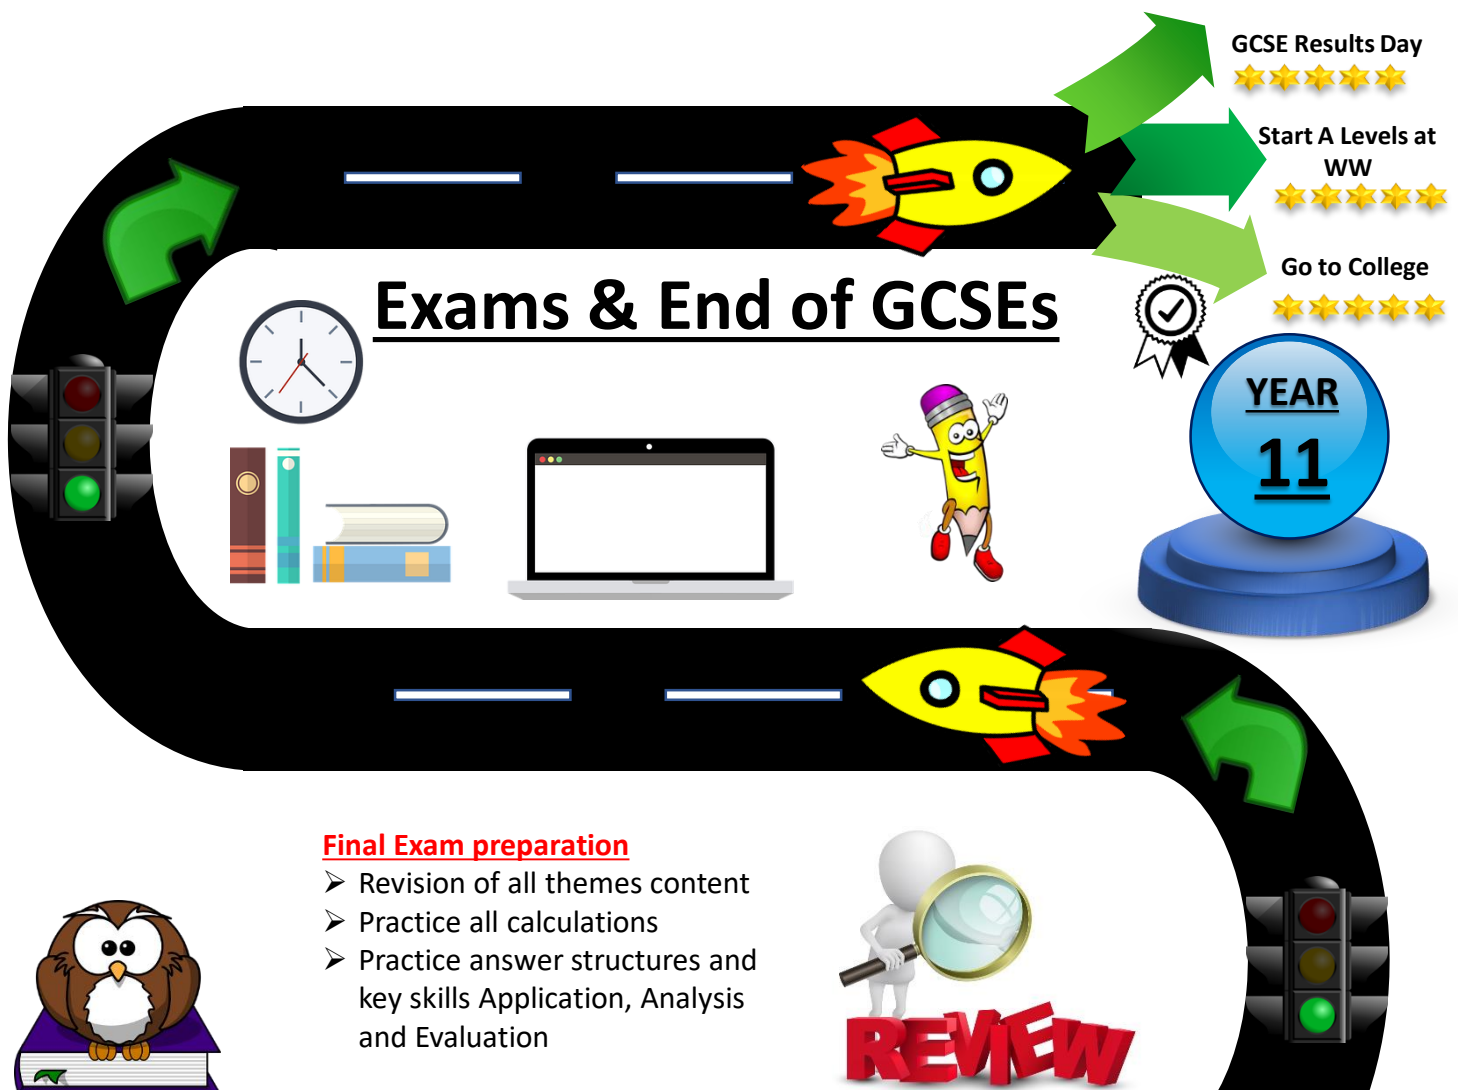 GCSE Results Day
Start A Levels at
WW
Go to College
Exams & End of GCSEs
YEAR
11
Final Exam preparation
➢ Revision of all themes content
➢ Practice all calculations
➢ Practice answer structures and
key skills Application, Analysis
and Evaluation
REVIEW